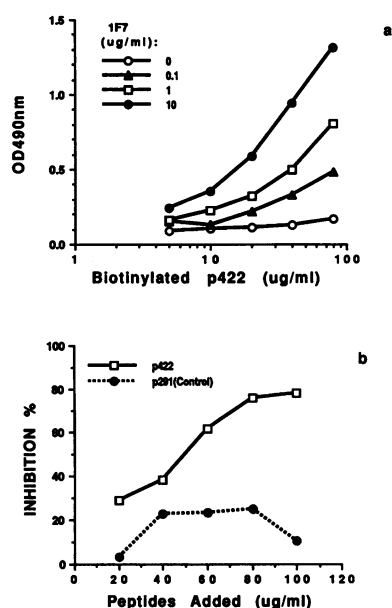 a
1F7
(ug/ml):
0
0.1
1
10
OD490nm
1.5
1.0
0.5
0.0
1
10
100
Biotinylated p422 (ug/ml)
b
p422
p291(Control)
INHIBITION %
100
80
60
40
20
0
0 20 40 60 80 100 120
Peptides Added (ug/ml)